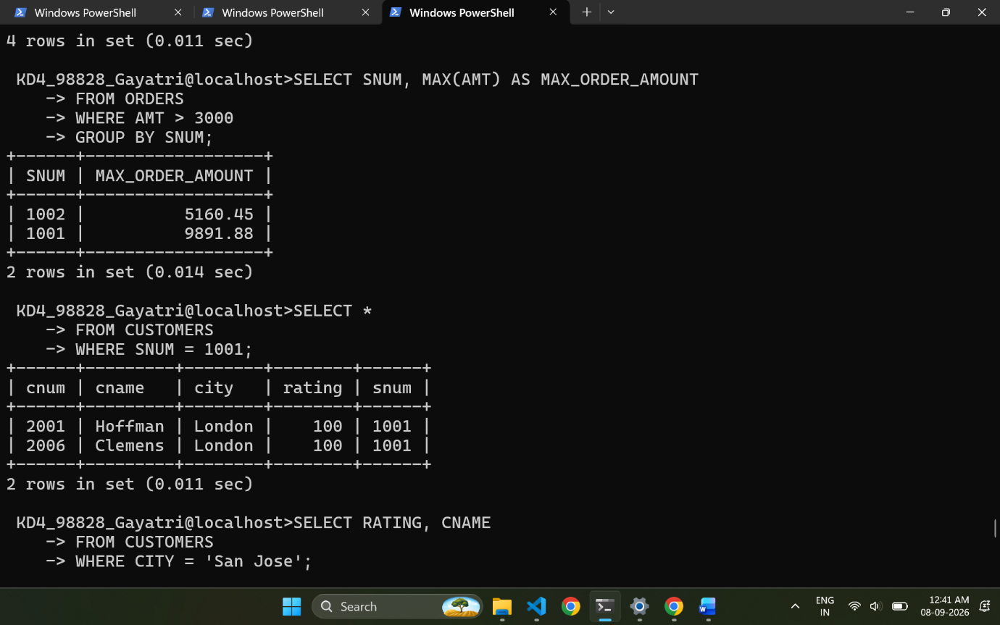 Windows PowerShell
Windows PowerShell
Windows PowerShell
4 rows in set (0.011 sec)
KD4_98828_Gayatri@localhost>SELECT SNUM, MAX(AMT) AS MAX_ORDER_AMOUNT
    -> FROM ORDERS
    -> WHERE AMT > 3000
    -> GROUP BY SNUM;
+------+------------------+
| SNUM | MAX_ORDER_AMOUNT |
+------+------------------+
| 1002 |          5160.45 |
| 1001 |          9891.88 |
+------+------------------+
2 rows in set (0.014 sec)
KD4_98828_Gayatri@localhost>SELECT *
    -> FROM CUSTOMERS
    -> WHERE SNUM = 1001;
+------+---------+--------+--------+------+
| cnum | cname   | city   | rating | snum |
+------+---------+--------+--------+------+
| 2001 | Hoffman | London |    100 | 1001 |
| 2006 | Clemens | London |    100 | 1001 |
+------+---------+--------+--------+------+
2 rows in set (0.011 sec)
KD4_98828_Gayatri@localhost>SELECT RATING, CNAME
    -> FROM CUSTOMERS
    -> WHERE CITY = 'San Jose';
Search
ENG
IN
12:41 AM
08-09-2026